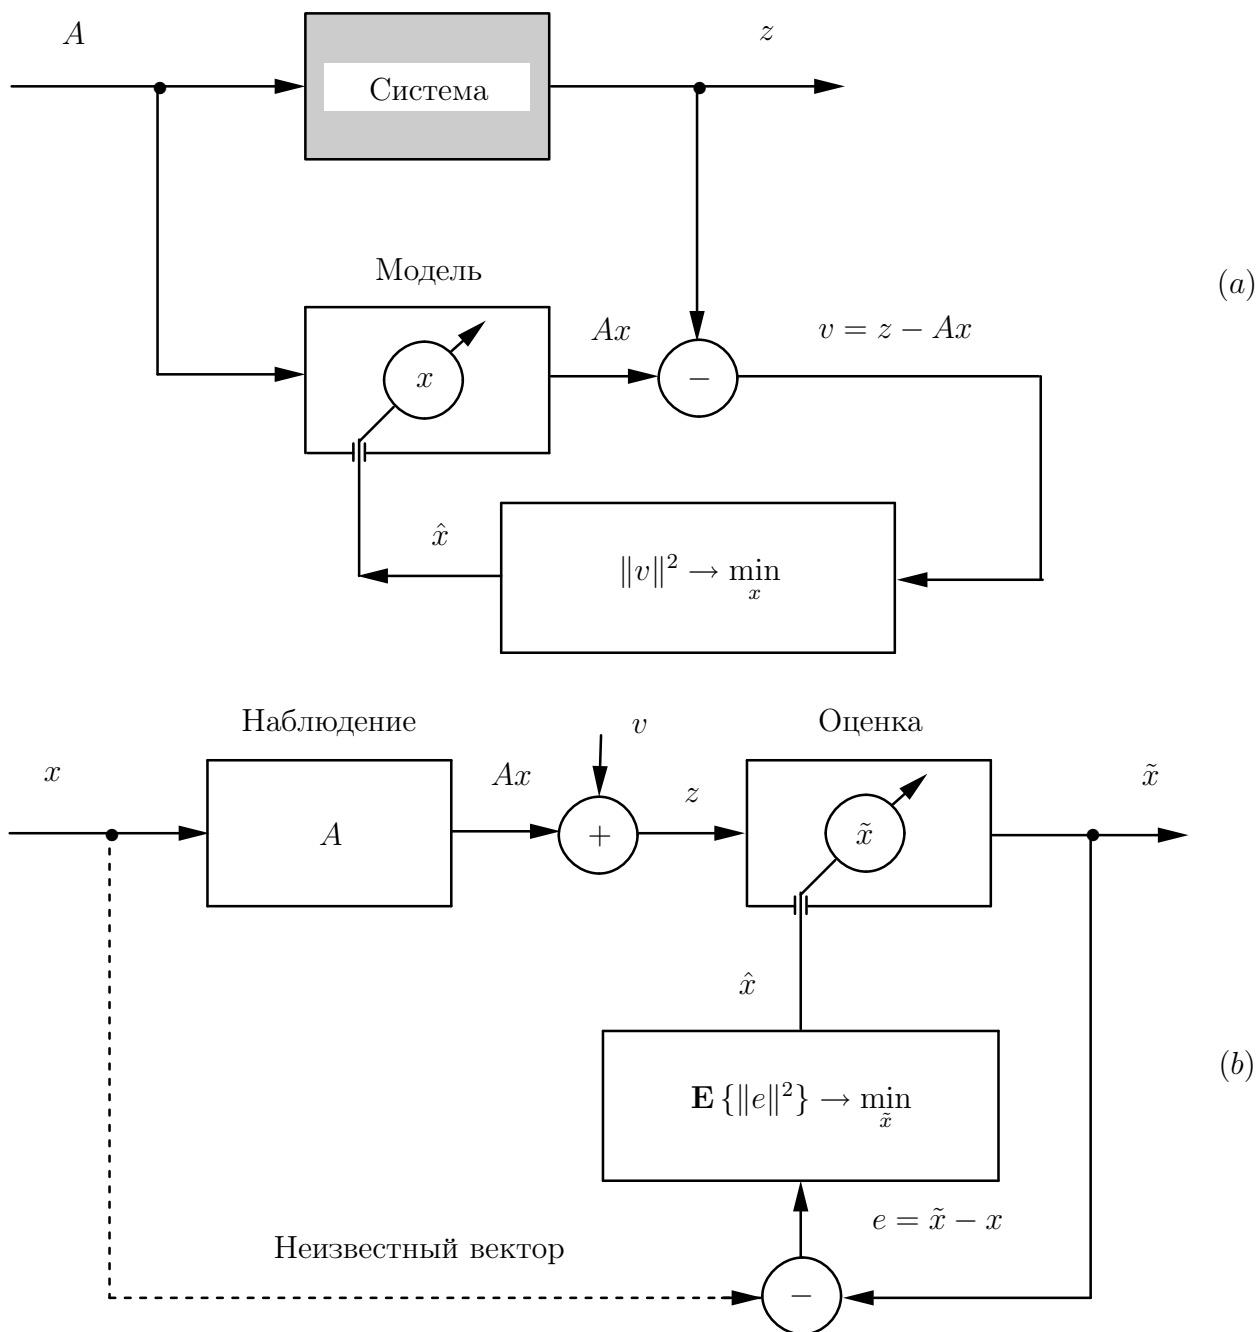 A
z
Система
Модель
(a)
Ax
v = z − Ax
x
−
x̂
‖v‖² → min
x
Наблюдение
v
Оценка
x
Ax
z
x̃
A
+
x̃
x̂
E {‖e‖²} → min
x̃
(b)
e = x̃ − x
Неизвестный вектор
−